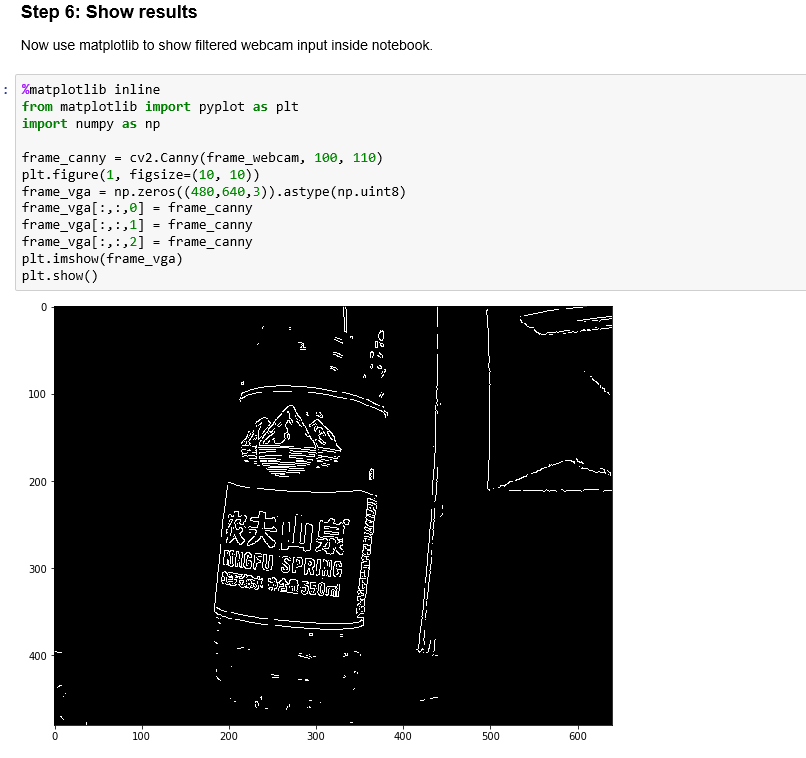 Step 6: Show results
Now use matplotlib to show filtered webcam input inside notebook.
:
%matplotlib inline
from matplotlib import pyplot as plt
import numpy as np
frame_canny = cv2.Canny(frame_webcam, 100, 110)
plt.figure(1, figsize=(10, 10))
frame_vga = np.zeros((480,640,3)).astype(np.uint8)
frame_vga[:,:,0] = frame_canny
frame_vga[:,:,1] = frame_canny
frame_vga[:,:,2] = frame_canny
plt.imshow(frame_vga)
plt.show()
0
100
200
农夫山泉
300
NINGFU SPRING
550ml
400
0 100 200 300 400 500 600